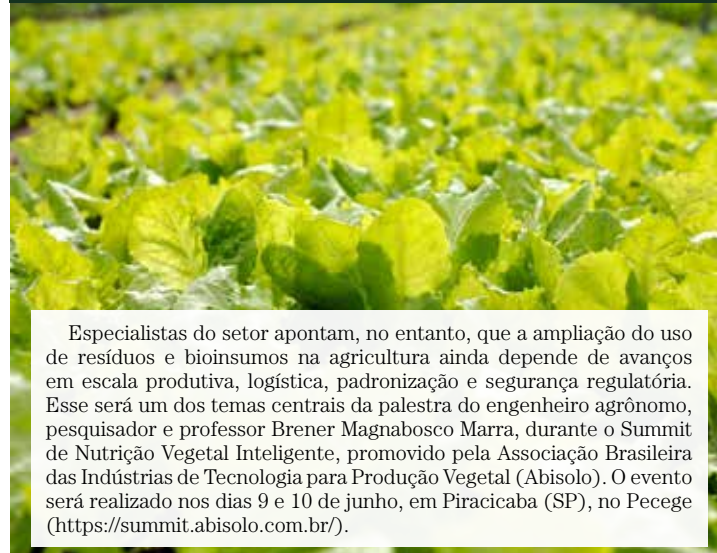 Especialistas do setor apontam, no entanto, que a ampliação do uso
de resíduos e bioinsumos na agricultura ainda depende de avanços
em escala produtiva, logística, padronização e segurança regulatória.
Esse será um dos temas centrais da palestra do engenheiro agrônomo,
pesquisador e professor Brener Magnabosco Marra, durante o Summit
de Nutrição Vegetal Inteligente, promovido pela Associação Brasileira
das Indústrias de Tecnologia para Produção Vegetal (Abisolo). O evento
será realizado nos dias 9 e 10 de junho, em Piracicaba (SP), no Pecege
(https://summit.abisolo.com.br/).